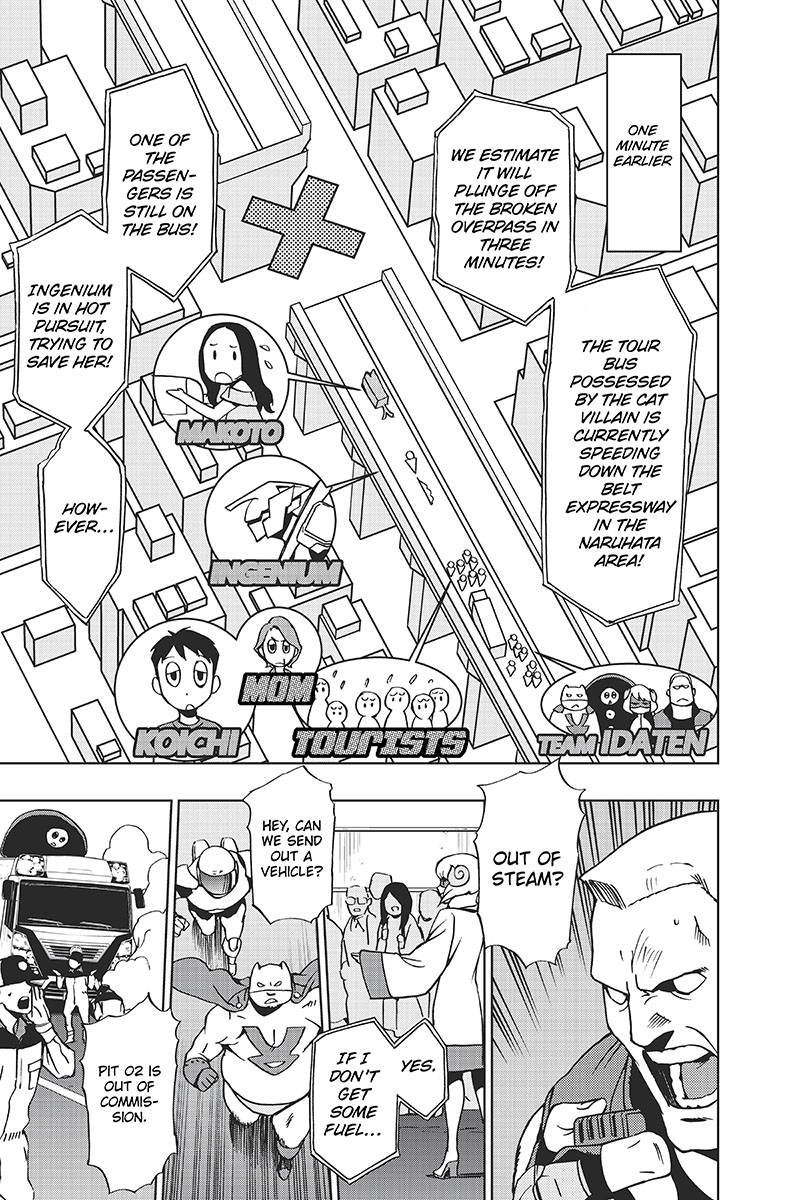 ONE
MINUTE
EARLIER
WE ESTIMATE
IT WILL
PLUNGE OFF
THE BROKEN
OVERPASS IN
THREE
MINUTES!
THE TOUR
BUS
POSSESSED
BY THE CAT
VILLAIN IS
CURRENTLY
SPEEDING
DOWN THE
BELT
EXPRESSWAY
IN THE
NARUHATA
AREA!
ONE OF
THE
PASSEN-
GERS IS
STILL ON
THE BUS!
INGENIUM
IS IN HOT
PURSUIT,
TRYING TO
SAVE HER!
HOW-
EVER...
MAKOTO
INGENIUM
MOM
KOICHI
TOURISTS
TEAM IDATEN
OUT OF
STEAM?
YES.
IF I
DON'T
GET
SOME
FUEL...
HEY, CAN
WE SEND
OUT A
VEHICLE?
PIT 02 IS
OUT OF
COMMIS-
SION.